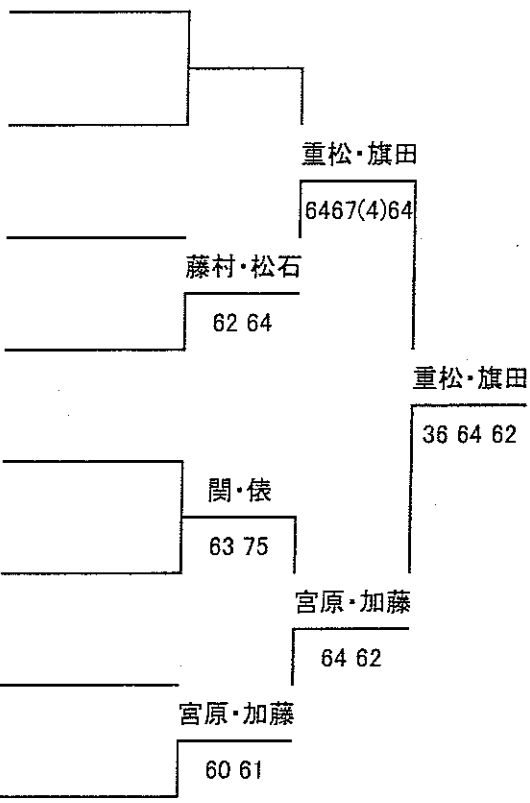 重松・旗田
6467(4)64
藤村・松石
62 64
重松・旗田
36 64 62
関・俵
63 75
宮原・加藤
64 62
宮原・加藤
60 61